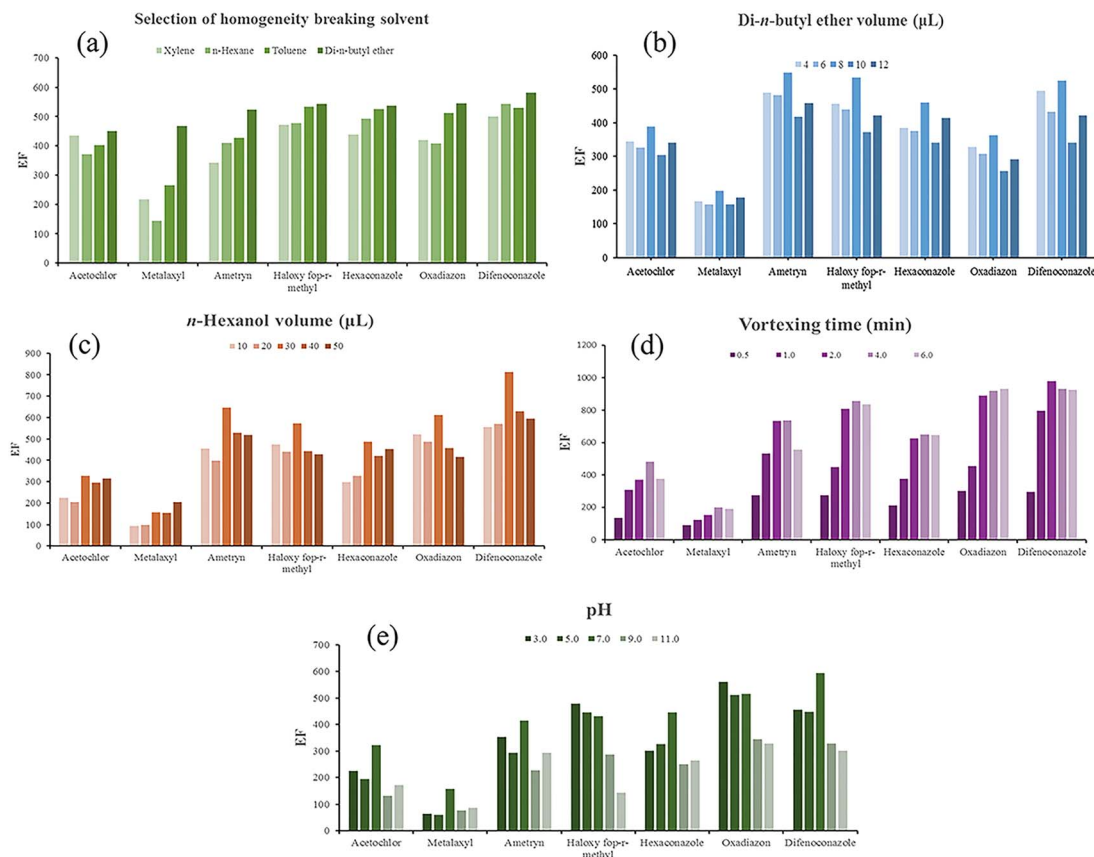 Selection of homogeneity breaking solvent
(a)
Xylene n-Hexane Toluene Di-n-butyl ether
700
600
500
400
300
200
100
0
EF
Acetochlor Metalaxyl Ametryn Haloxy fop-r- Hexaconazole Oxadiazon Difenoconazole
methyl
Di-n-butyl ether volume (µL)
(b)
4 6 8 10 12
600
500
400
300
200
100
0
EF
Acetochlor Metalaxyl Ametryn Haloxy fop-r- Hexaconazole Oxadiazon Difenoconazole
methyl
n-Hexanol volume (µL)
(c)
10 20 30 40 50
900
800
700
600
500
400
300
200
100
0
EF
Acetochlor Metalaxyl Ametryn Haloxy fop-r- Hexaconazole Oxadiazon Difenoconazole
methyl
Vortexing time (min)
(d)
0.5 1.0 2.0 4.0 6.0
1200
1000
800
600
400
200
0
EF
Acetochlor Metalaxyl Ametryn Haloxy fop-r- Hexaconazole Oxadiazon Difenoconazole
methyl
pH
(e)
3.0 5.0 7.0 9.0 11.0
700
600
500
400
300
200
100
0
EF
Acetochlor Metalaxyl Ametryn Haloxy fop-r- Hexaconazole Oxadiazon Difenoconazole
methyl